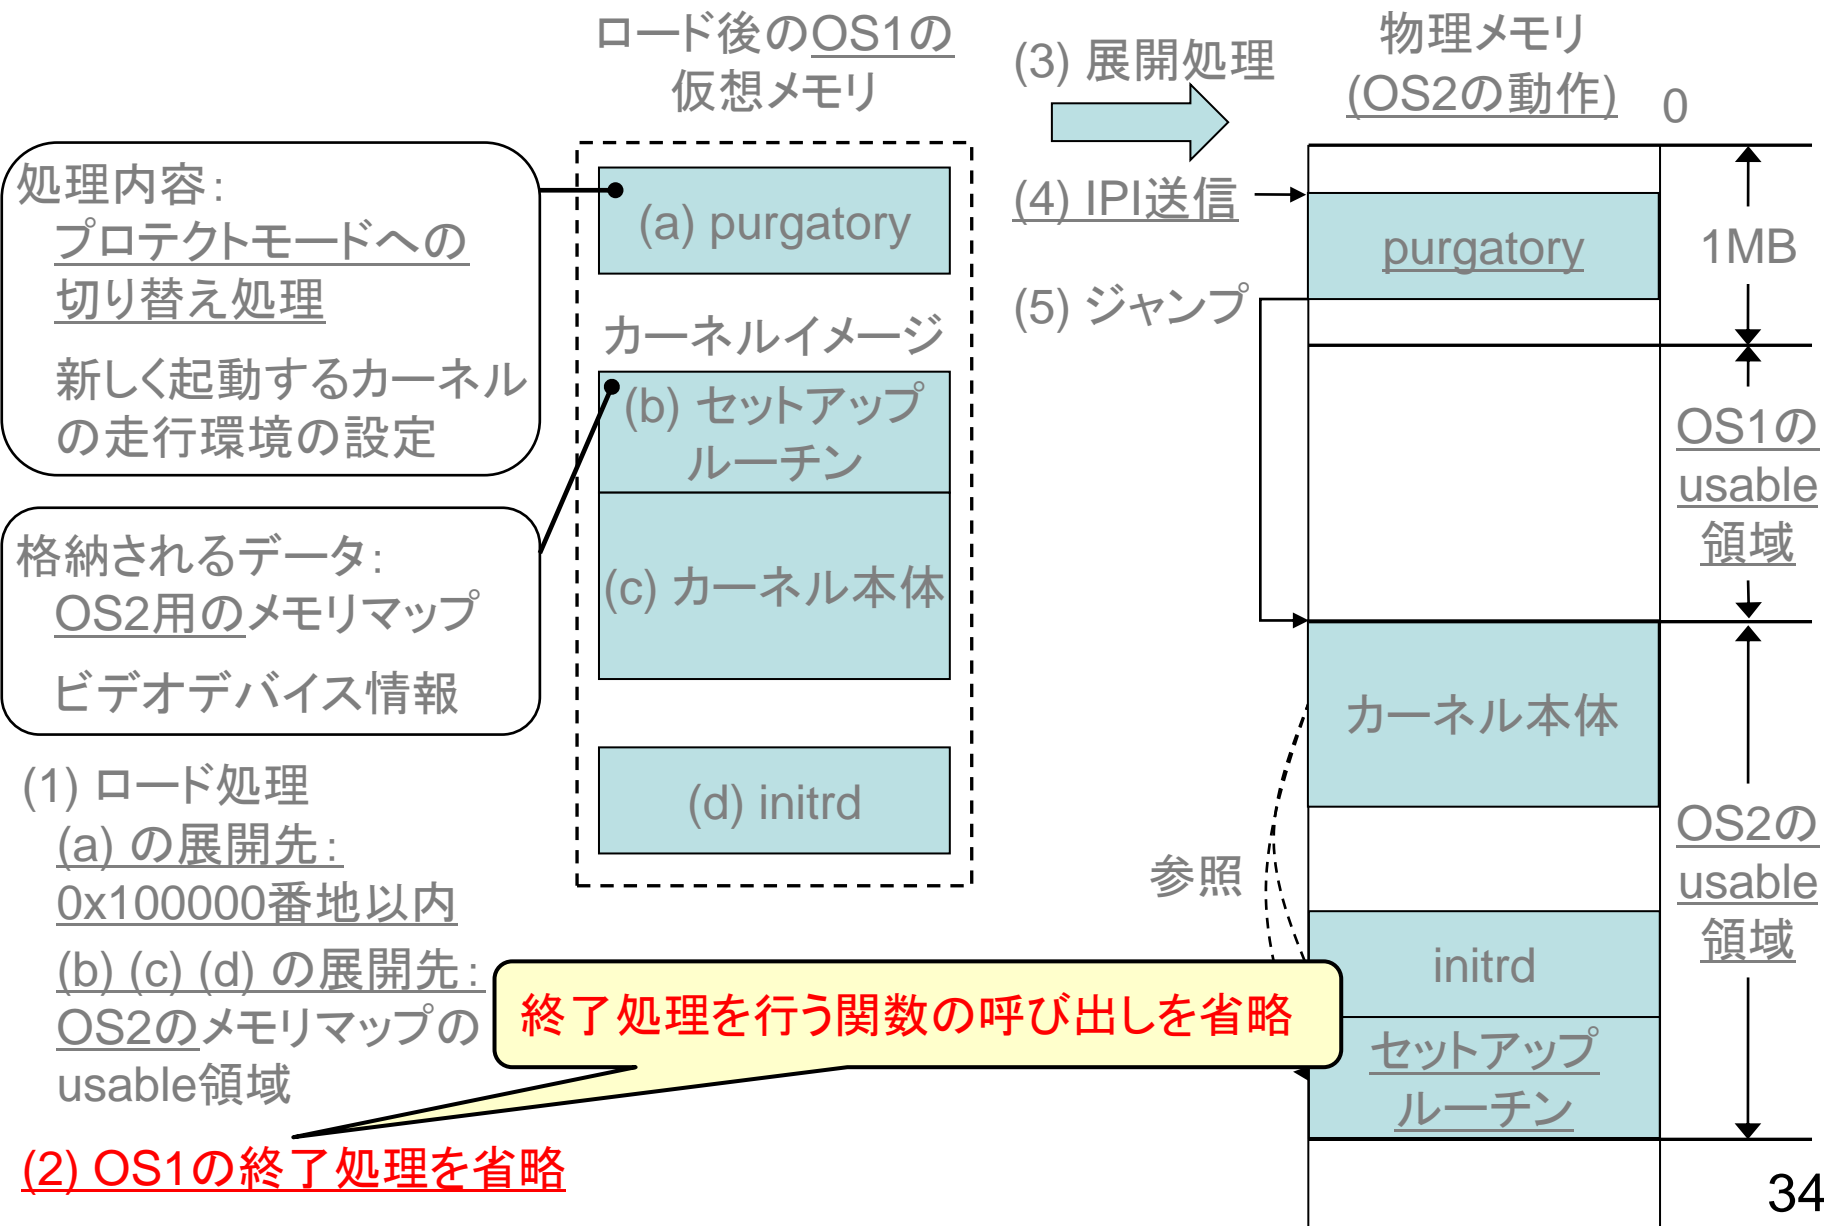 ロード後のOS1の
仮想メモリ
(3) 展開処理
物理メモリ
(OS2の動作)
0
処理内容：
プロテクトモードへの
切り替え処理
新しく起動するカーネル
の走行環境の設定
(a) purgatory
(4) IPI送信
purgatory
1MB
(5) ジャンプ
カーネルイメージ
(b) セットアップ
ルーチン
(c) カーネル本体
OS1の
usable
領域
格納されるデータ：
OS2用のメモリマップ
ビデオデバイス情報
カーネル本体
(d) initrd
(1) ロード処理
(a) の展開先：
0x100000番地以内
(b) (c) (d) の展開先：
OS2のメモリマップの
usable領域
参照
OS2の
usable
領域
initrd
終了処理を行う関数の呼び出しを省略
セットアップ
ルーチン
(2) OS1の終了処理を省略
34